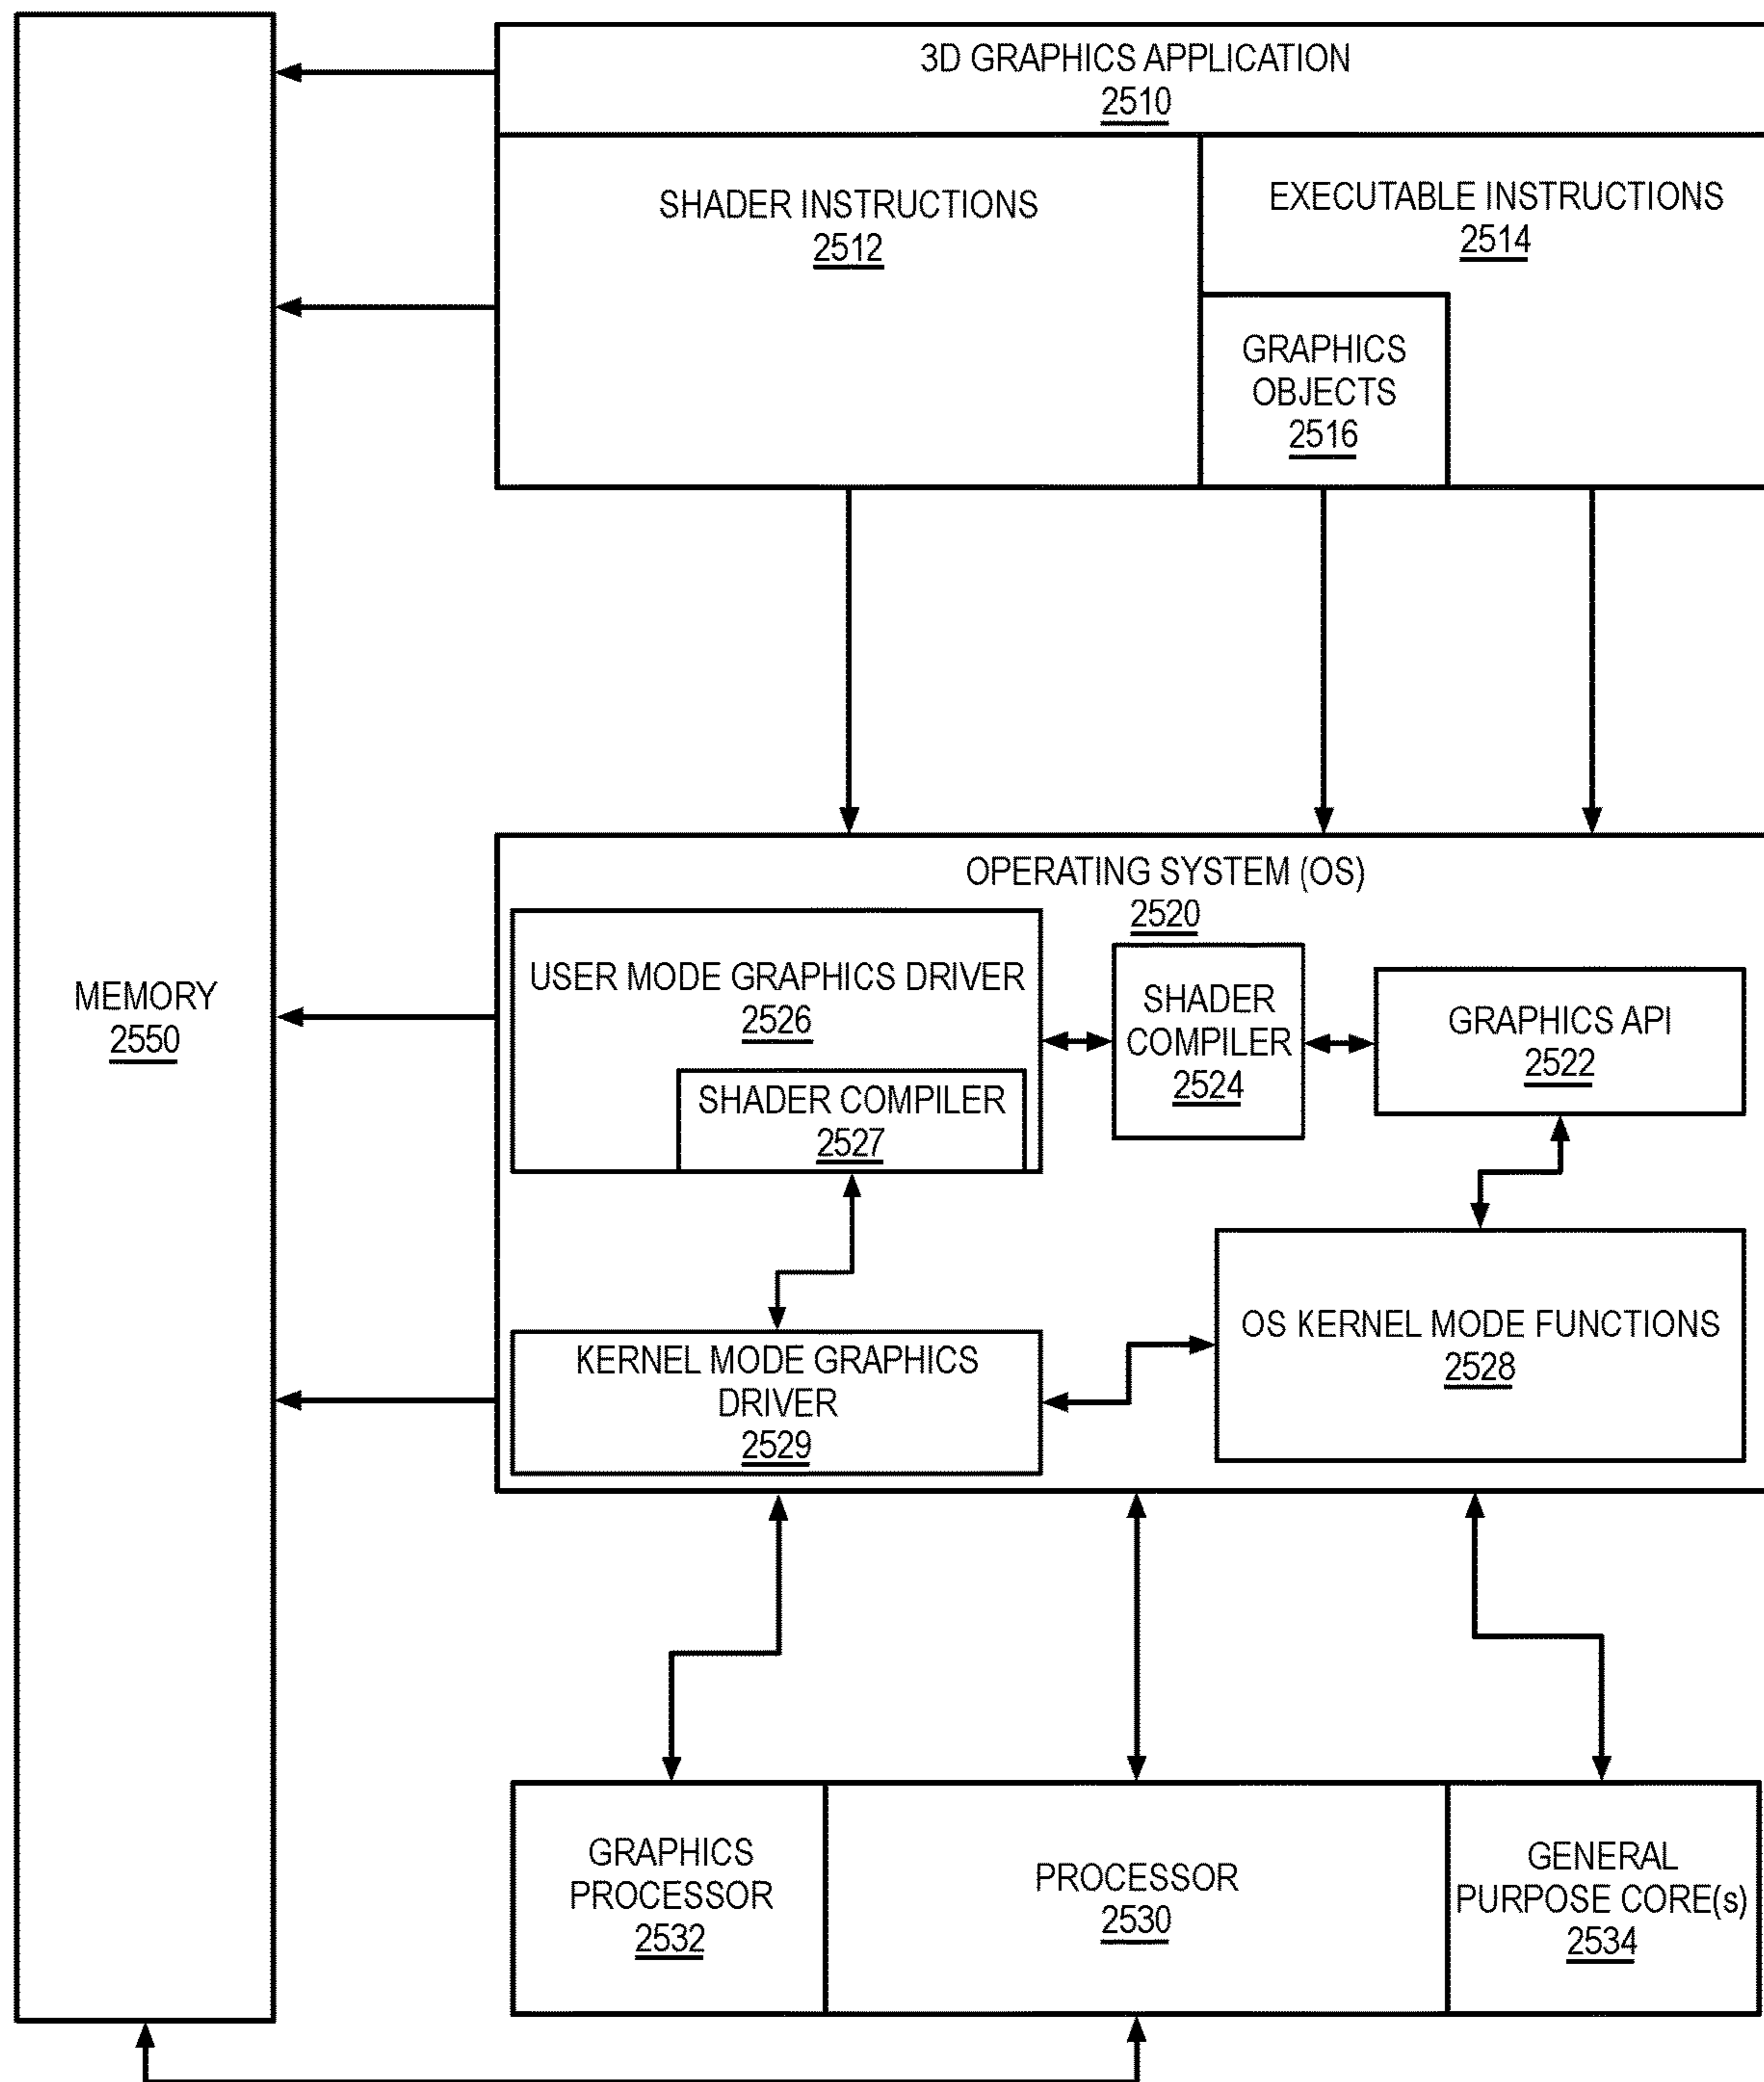 3D GRAPHICS APPLICATION
2510
SHADER INSTRUCTIONS
2512
EXECUTABLE INSTRUCTIONS
2514
GRAPHICS
OBJECTS
2516
MEMORY
2550
OPERATING SYSTEM (OS)
2520
USER MODE GRAPHICS DRIVER
2526
SHADER COMPILER
2527
SHADER
COMPILER
2524
GRAPHICS API
2522
KERNEL MODE GRAPHICS
DRIVER
2529
OS KERNEL MODE FUNCTIONS
2528
GRAPHICS
PROCESSOR
2532
PROCESSOR
2530
GENERAL
PURPOSE CORE(s)
2534